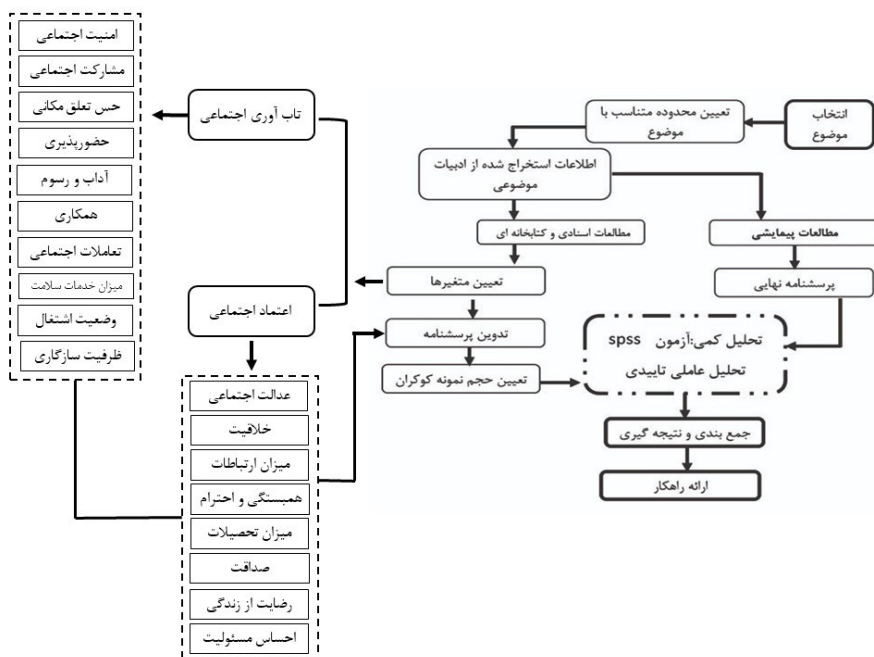 انتخاب
موضوع
تعیین محدوده متناسب با
موضوع
اطلاعات استخراج شده از ادبیات
موضوعی
مطالعات پیمایشی
مطالعات اسنادی و کتابخانه ای
پرسشنامه نهایی
تعیین متغیرها
تدوین پرسشنامه
تعیین حجم نمونه کوکران
تحلیل کمی:آزمون spss
تحلیل عاملی تاییدی
جمع بندی و نتیجه گیری
ارائه راهکار
تاب آوری اجتماعی
اعتماد اجتماعی
امنیت اجتماعی
مشارکت اجتماعی
حس تعلق مکانی
حضورپذیری
آداب و رسوم
همکاری
تعاملات اجتماعی
میزان خدمات سلامت
وضعیت اشتغال
ظرفیت سازگاری
عدالت اجتماعی
خلاقیت
میزان ارتباطات
همبستگی و احترام
میزان تحصیلات
صداقت
رضایت از زندگی
احساس مسئولیت